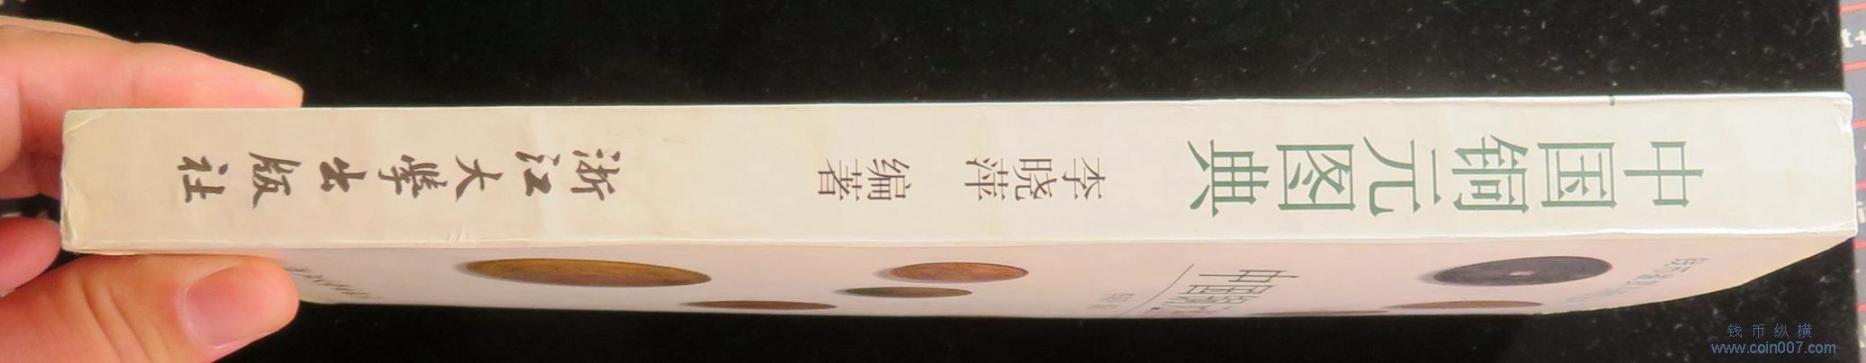 中国铜元图典
李晓萍 编著
浙江大学出版社
钱币纵横
www.coin007.com